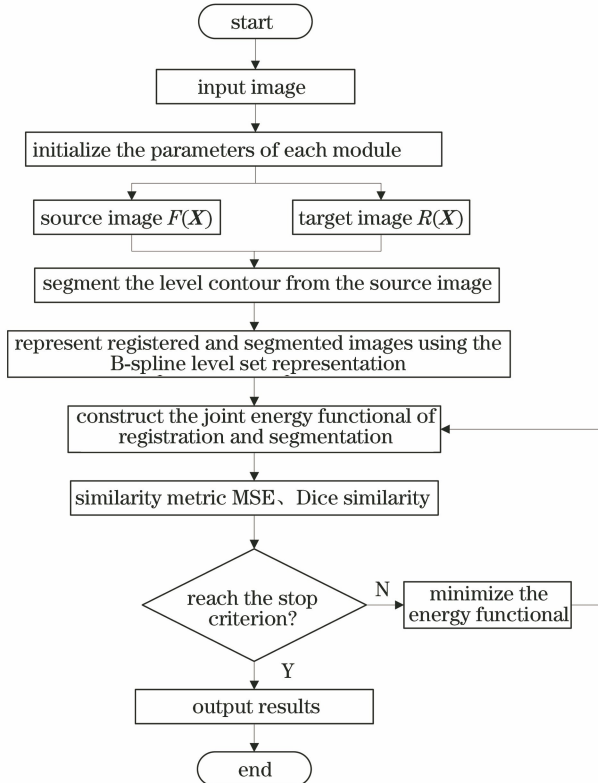 start
input image
initialize the parameters of each module
source image F(X)
target image R(X)
segment the level contour from the source image
represent registered and segmented images using the
B-spline level set representation
construct the joint energy functional of
registration and segmentation
similarity metric MSE、Dice similarity
reach the stop
criterion?
N
minimize the
energy functional
Y
output results
end